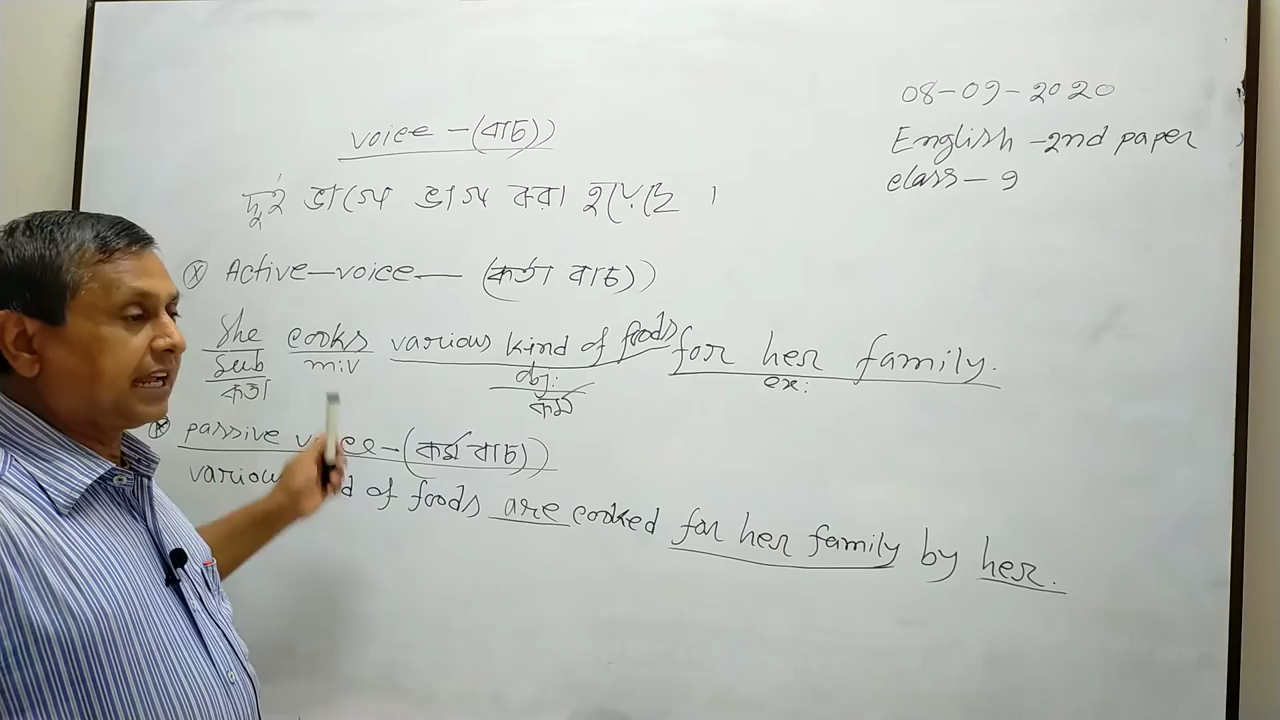 08-09-2020
English -2nd paper
class - 9
voice -(বাচ্য)
দুই ভাগে ভাগ করা হয়েছে ।
Active-voice- (কর্তা বাচ্য)
She cooks various kind of foods for her family.
Sub m:v obj: ex:
কর্তা কর্ম
passive -(কর্ম বাচ্য)
of foods are cooked for her family by her.